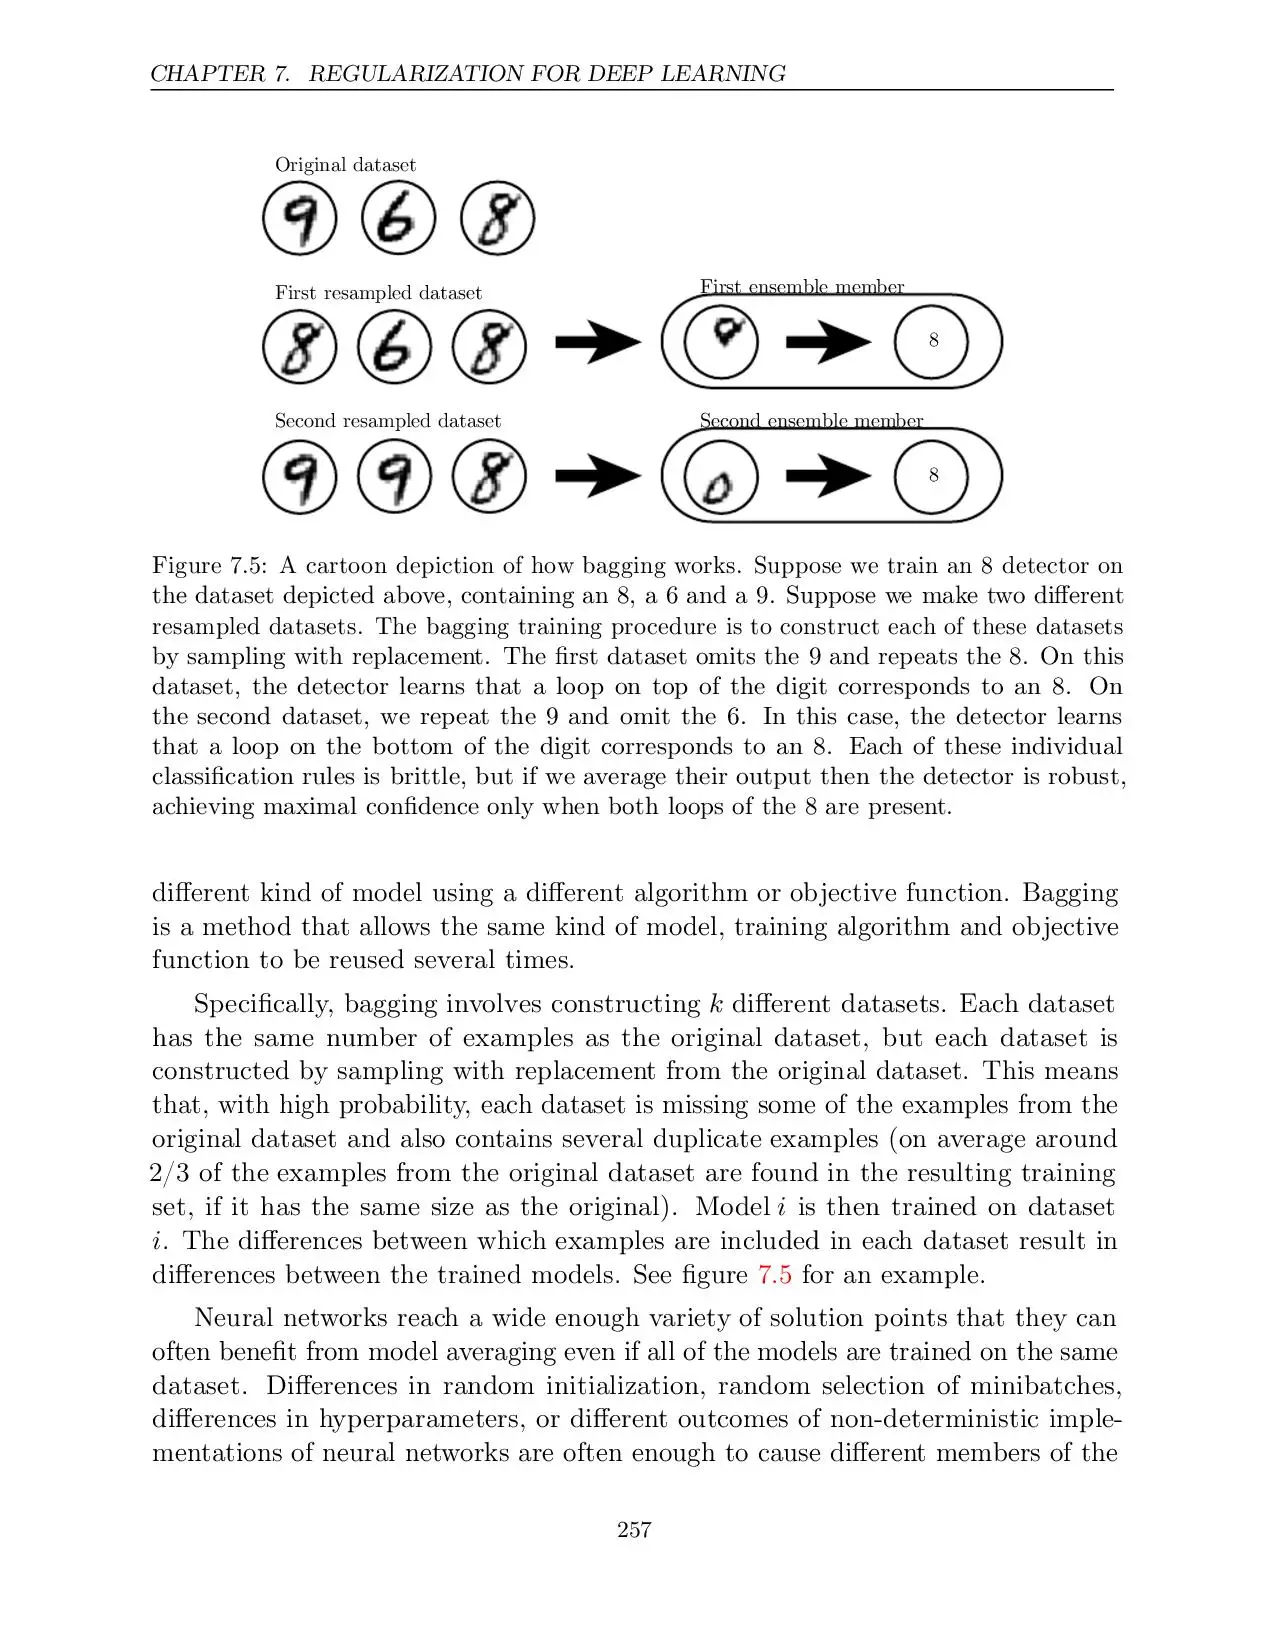 CHAPTER 7. REGULARIZATION FOR DEEP LEARNING
Original dataset
9 6 8
First resampled dataset
First ensemble member
8 6 8
8
Second resampled dataset
Second ensemble member
9 9 8
8
Figure 7.5: A cartoon depiction of how bagging works. Suppose we train an 8 detector on
the dataset depicted above, containing an 8, a 6 and a 9. Suppose we make two different
resampled datasets. The bagging training procedure is to construct each of these datasets
by sampling with replacement. The first dataset omits the 9 and repeats the 8. On this
dataset, the detector learns that a loop on top of the digit corresponds to an 8. On
the second dataset, we repeat the 9 and omit the 6. In this case, the detector learns
that a loop on the bottom of the digit corresponds to an 8. Each of these individual
classification rules is brittle, but if we average their output then the detector is robust,
achieving maximal confidence only when both loops of the 8 are present.
different kind of model using a different algorithm or objective function. Bagging
is a method that allows the same kind of model, training algorithm and objective
function to be reused several times.
Specifically, bagging involves constructing k different datasets. Each dataset
has the same number of examples as the original dataset, but each dataset is
constructed by sampling with replacement from the original dataset. This means
that, with high probability, each dataset is missing some of the examples from the
original dataset and also contains several duplicate examples (on average around
2/3 of the examples from the original dataset are found in the resulting training
set, if it has the same size as the original). Model i is then trained on dataset
i. The differences between which examples are included in each dataset result in
differences between the trained models. See figure 7.5 for an example.
Neural networks reach a wide enough variety of solution points that they can
often benefit from model averaging even if all of the models are trained on the same
dataset. Differences in random initialization, random selection of minibatches,
differences in hyperparameters, or different outcomes of non-deterministic imple-
mentations of neural networks are often enough to cause different members of the
257